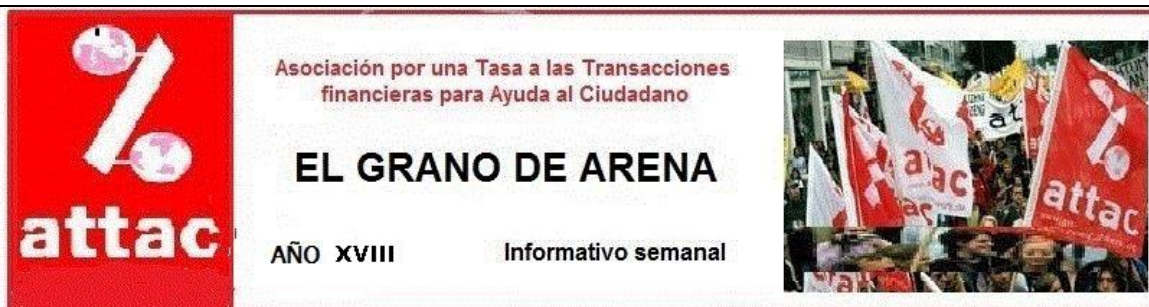 attac
Asociación por una Tasa a las Transacciones
financieras para Ayuda al Ciudadano
EL GRANO DE ARENA
AÑO XVIII Informativo semanal
attac
attac